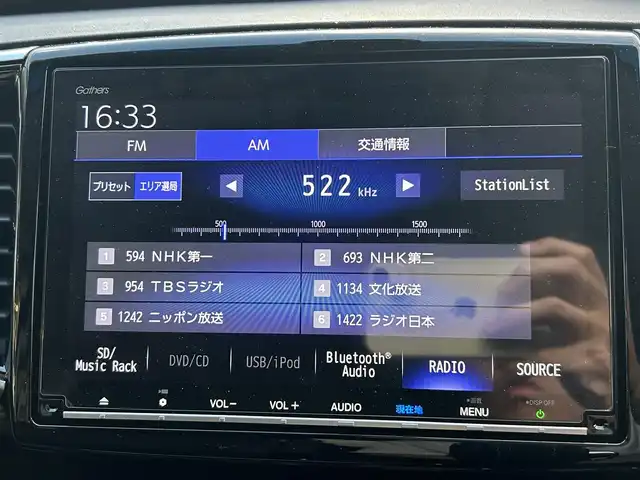 Gathers
16:33
FM AM 交通情報
プリセット エリア選局 ◀ 522 kHz ▶ StationList
500 1000 1500
1 594 NHK第一 2 693 NHK第二
3 954 TBSラジオ 4 1134 文化放送
5 1242 ニッポン放送 6 1422 ラジオ日本
SD/ Music Rack DVD/CD USB/iPod Bluetooth® Audio RADIO SOURCE
VOL− VOL+ AUDIO 現在地 MENU DISP OFF